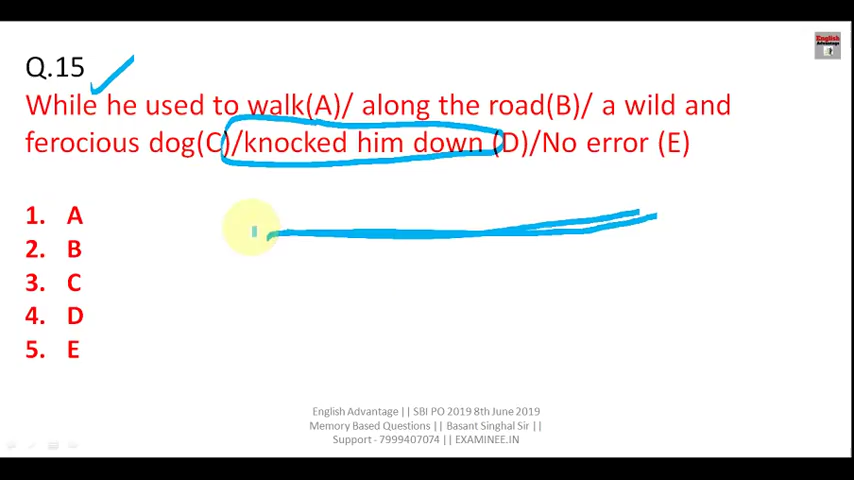 English
Advantage
Q.15
While he used to walk(A)/ along the road(B)/ a wild and
ferocious dog(C)/knocked him down (D)/No error (E)
1. A
2. B
3. C
4. D
5. E
English Advantage || SBI PO 2019 8th June 2019
Memory Based Questions || Basant Singhal Sir ||
Support - 7999407074 || EXAMINEE.IN